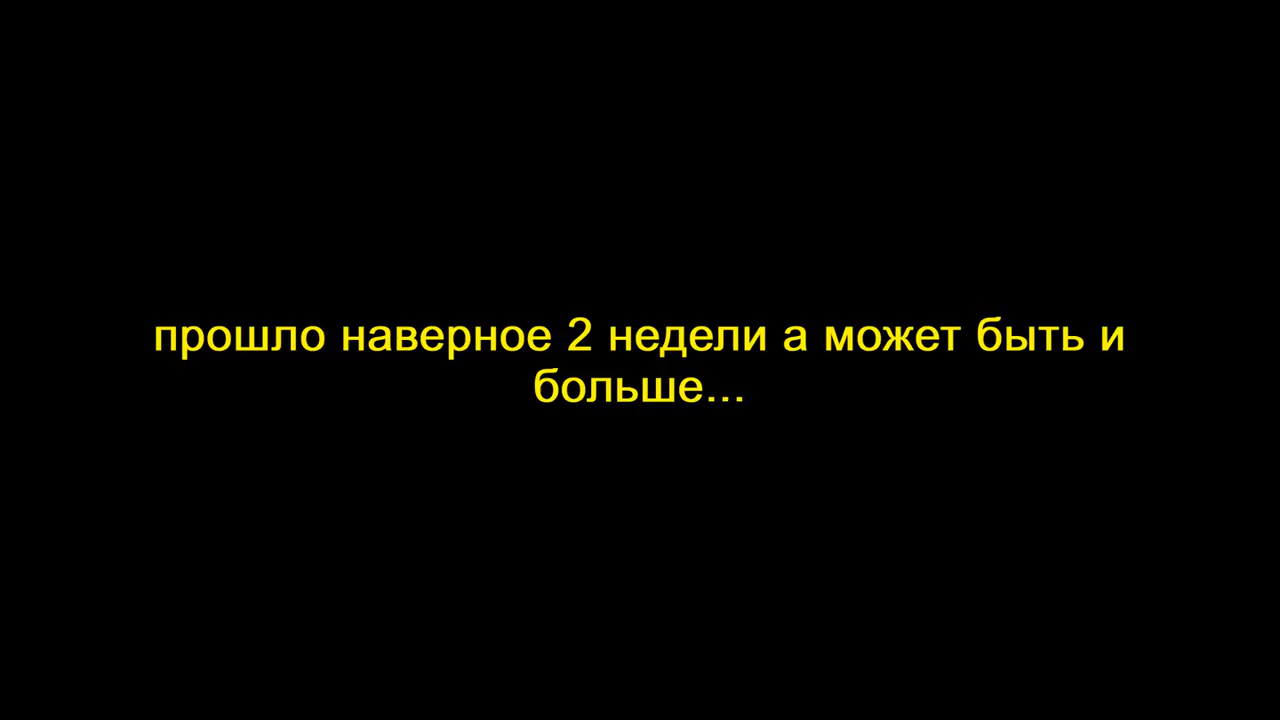 прошло наверное 2 недели а может быть и
больше...